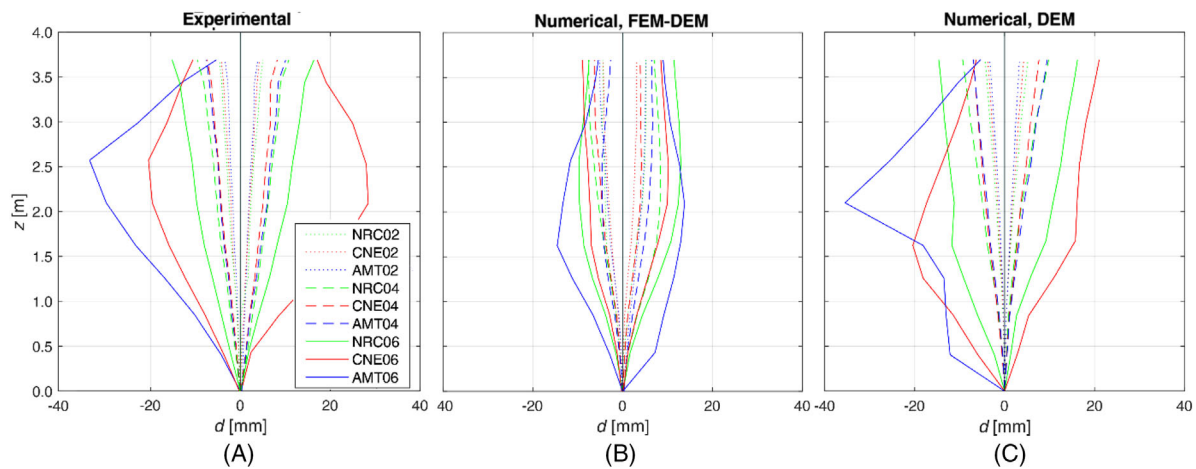 Experimental
Numerical, FEM-DEM
Numerical, DEM
4.0
3.5
3.0
2.5
2.0
1.5
1.0
0.5
0.0
z [m]
NRC02
CNE02
AMT02
NRC04
CNE04
AMT04
NRC06
CNE06
AMT06
-40 -20 0 20 40
-40 -20 0 20 40
-40 -20 0 20 40
d [mm]
d [mm]
d [mm]
(A)
(B)
(C)